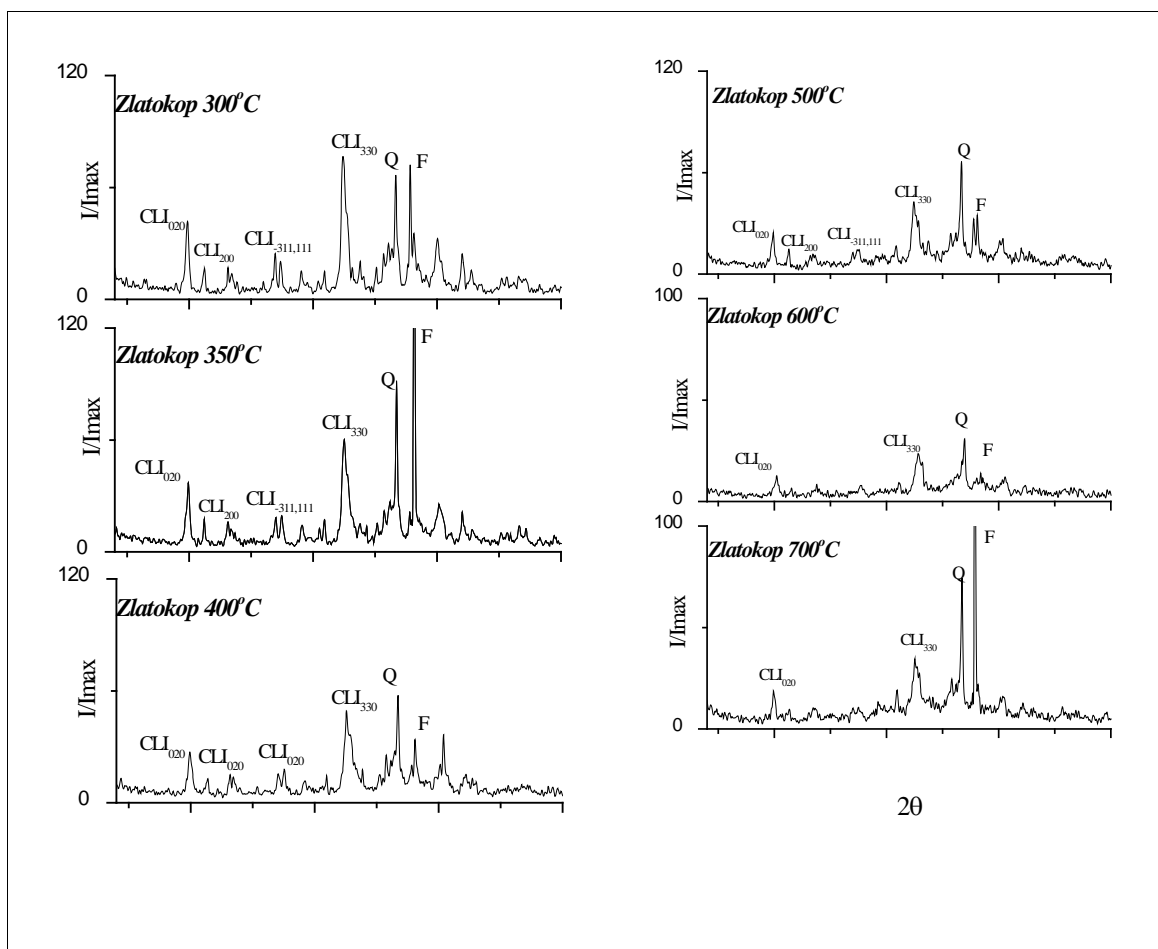 120
Zlatokop 300°C
I/Imax
CLI020
CLI200
CLI-311,111
CLI330
Q
F
0
120
Zlatokop 350°C
I/Imax
CLI020
CLI200
CLI-311,111
CLI330
Q
F
0
120
Zlatokop 400°C
I/Imax
CLI020
CLI020
CLI020
CLI330
Q
F
0
120
Zlatokop 500°C
I/Imax
CLI020
CLI200
CLI-311,111
CLI330
Q
F
0
100
Zlatokop 600°C
I/Imax
CLI020
CLI330
Q
F
0
100
Zlatokop 700°C
I/Imax
CLI020
CLI330
Q
F
0
2θ